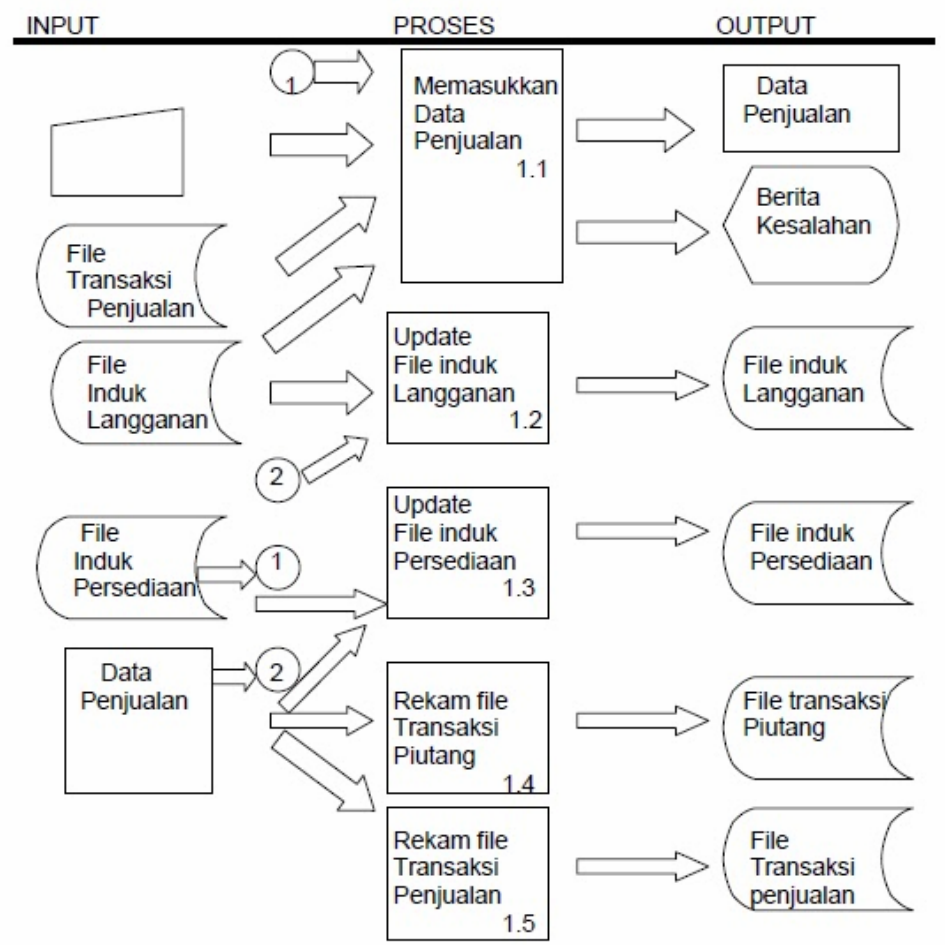 INPUT PROSES OUTPUT
1
Memasukkan
Data
Penjualan
1.1
Data
Penjualan
Berita
Kesalahan
File
Transaksi
Penjualan
File
Induk
Langganan
Update
File induk
Langganan
1.2
File induk
Langganan
2
File
Induk
Persediaan
1
Update
File induk
Persediaan
1.3
File induk
Persediaan
Data
Penjualan
2
Rekam file
Transaksi
Piutang
1.4
File transaksi
Piutang
Rekam file
Transaksi
Penjualan
1.5
File
Transaksi
penjualan